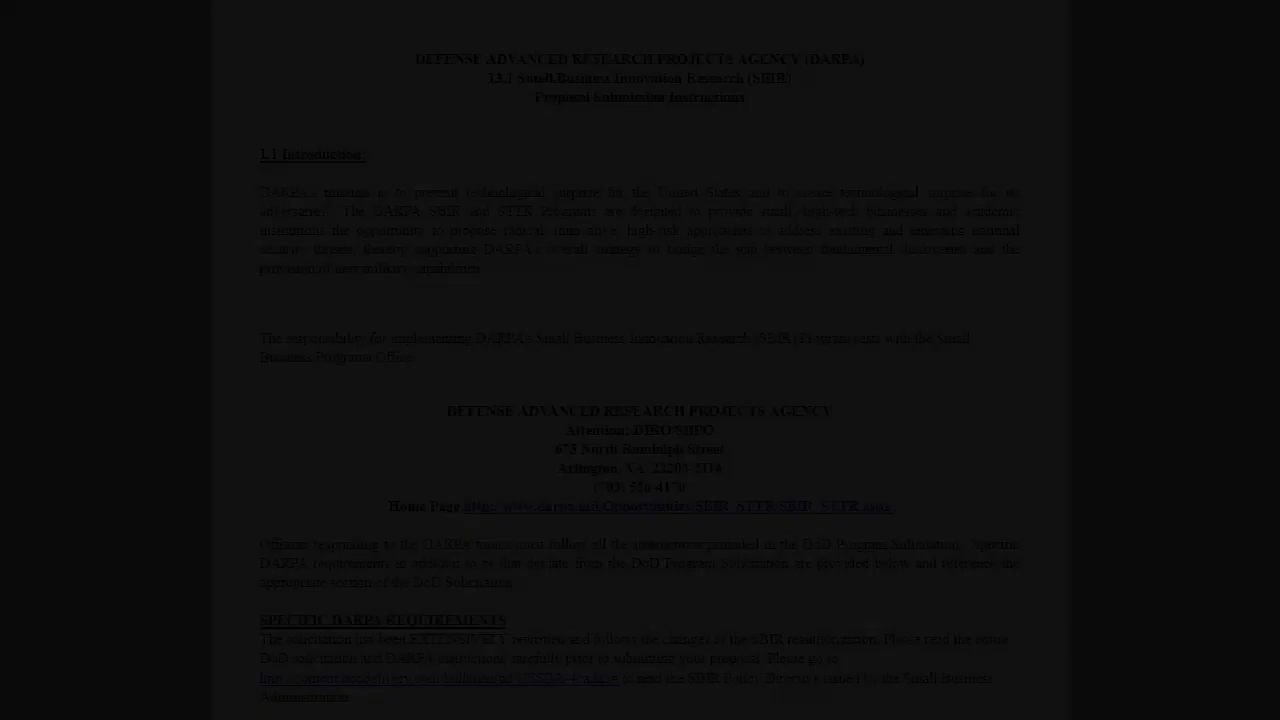 DEFENSE ADVANCED RESEARCH PROJECTS AGENCY (DARPA)
13.1 Small Business Innovation Research (SBIR)
Proposal Submission Instructions
1.1 Introduction:
DARPA's mission is to prevent technological surprise for the United States and to create technological surprise for its
adversaries. The DARPA SBIR and STTR Programs are designed to provide small, high-tech businesses and academic
institutions the opportunity to propose radical, innovative, high-risk approaches to address existing and emerging national
security threats; thereby supporting DARPA's overall strategy to bridge the gap between fundamental discoveries and the
provision of new military capabilities.
The responsibility for implementing DARPA's Small Business Innovation Research (SBIR) Program rests with the Small
Business Programs Office.
DEFENSE ADVANCED RESEARCH PROJECTS AGENCY
Attention: DIRO/SBPO
675 North Randolph Street
Arlington, VA 22203-2114
(703) 526-4170
Home Page http://www.darpa.mil/Opportunities/SBIR_STTR/SBIR_STTR.aspx
Offerors responding to the DARPA topics must follow all the instructions provided in the DoD Program Solicitation. Specific
DARPA requirements in addition to or that deviate from the DoD Program Solicitation are provided below and reference the
appropriate section of the DoD Solicitation.
SPECIFIC DARPA REQUIREMENTS
The solicitation has been EXTENSIVELY rewritten and follows the changes of the SBIR reauthorization. Please read the entire
DoD solicitation and DARPA instructions carefully prior to submitting your proposal. Please go to
to read the SBIR Policy Directive issued by the Small Business
Administration.